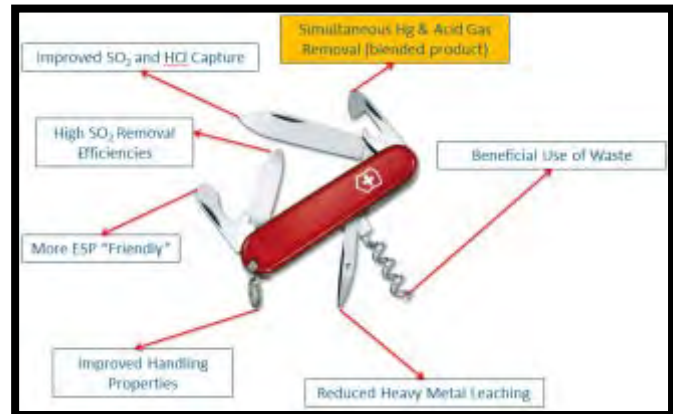 Simultaneous Hg & Acid Gas
Removal (blended product)
Improved SO₂ and HCl Capture
High SO₂ Removal
Efficiencies
Beneficial Use of Waste
More ESP "Friendly"
Improved Handling
Properties
Reduced Heavy Metal Leaching